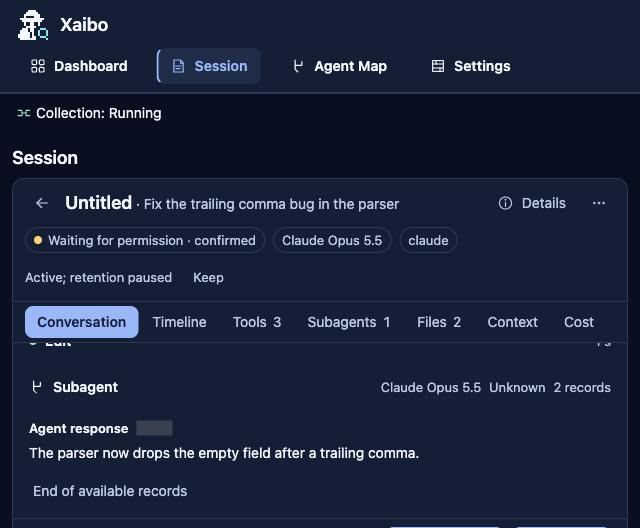 Xaibo
Dashboard Session Agent Map Settings
Collection: Running
Session
Untitled · Fix the trailing comma bug in the parser Details ···
Waiting for permission · confirmed Claude Opus 5.5 claude
Active; retention paused Keep
Conversation Timeline Tools 3 Subagents 1 Files 2 Context Cost
Subagent Claude Opus 5.5 Unknown 2 records
Agent response
The parser now drops the empty field after a trailing comma.
End of available records